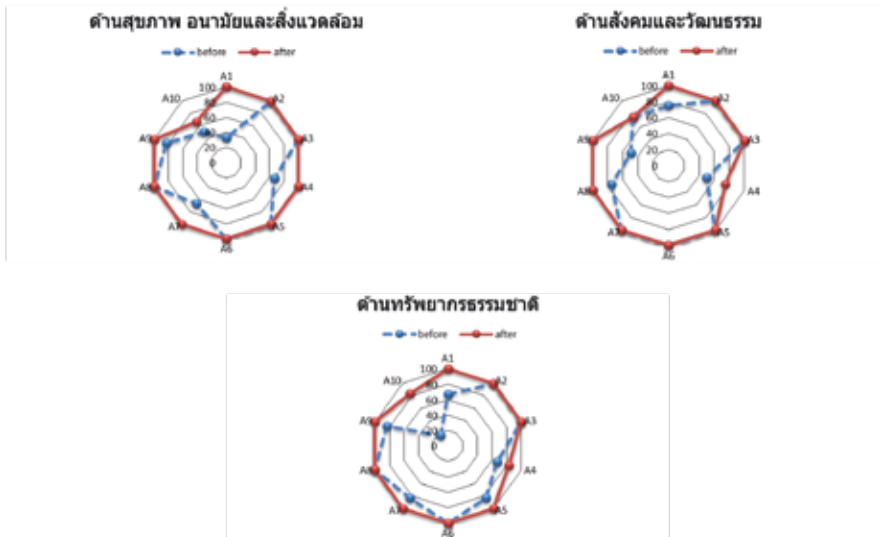 ด้านสุขภาพ อนามัยและสิ่งแวดล้อม
before after
A1
A2
A3
A4
A5
A6
A7
A8
A9
A10
100
80
60
40
20
0
ด้านสังคมและวัฒนธรรม
before after
A1
A2
A3
A4
A5
A6
A7
A8
A9
A10
100
80
60
40
20
0
ด้านทรัพยากรธรรมชาติ
before after
A1
A2
A3
A4
A5
A6
A7
A8
A9
A10
100
80
60
40
20
0